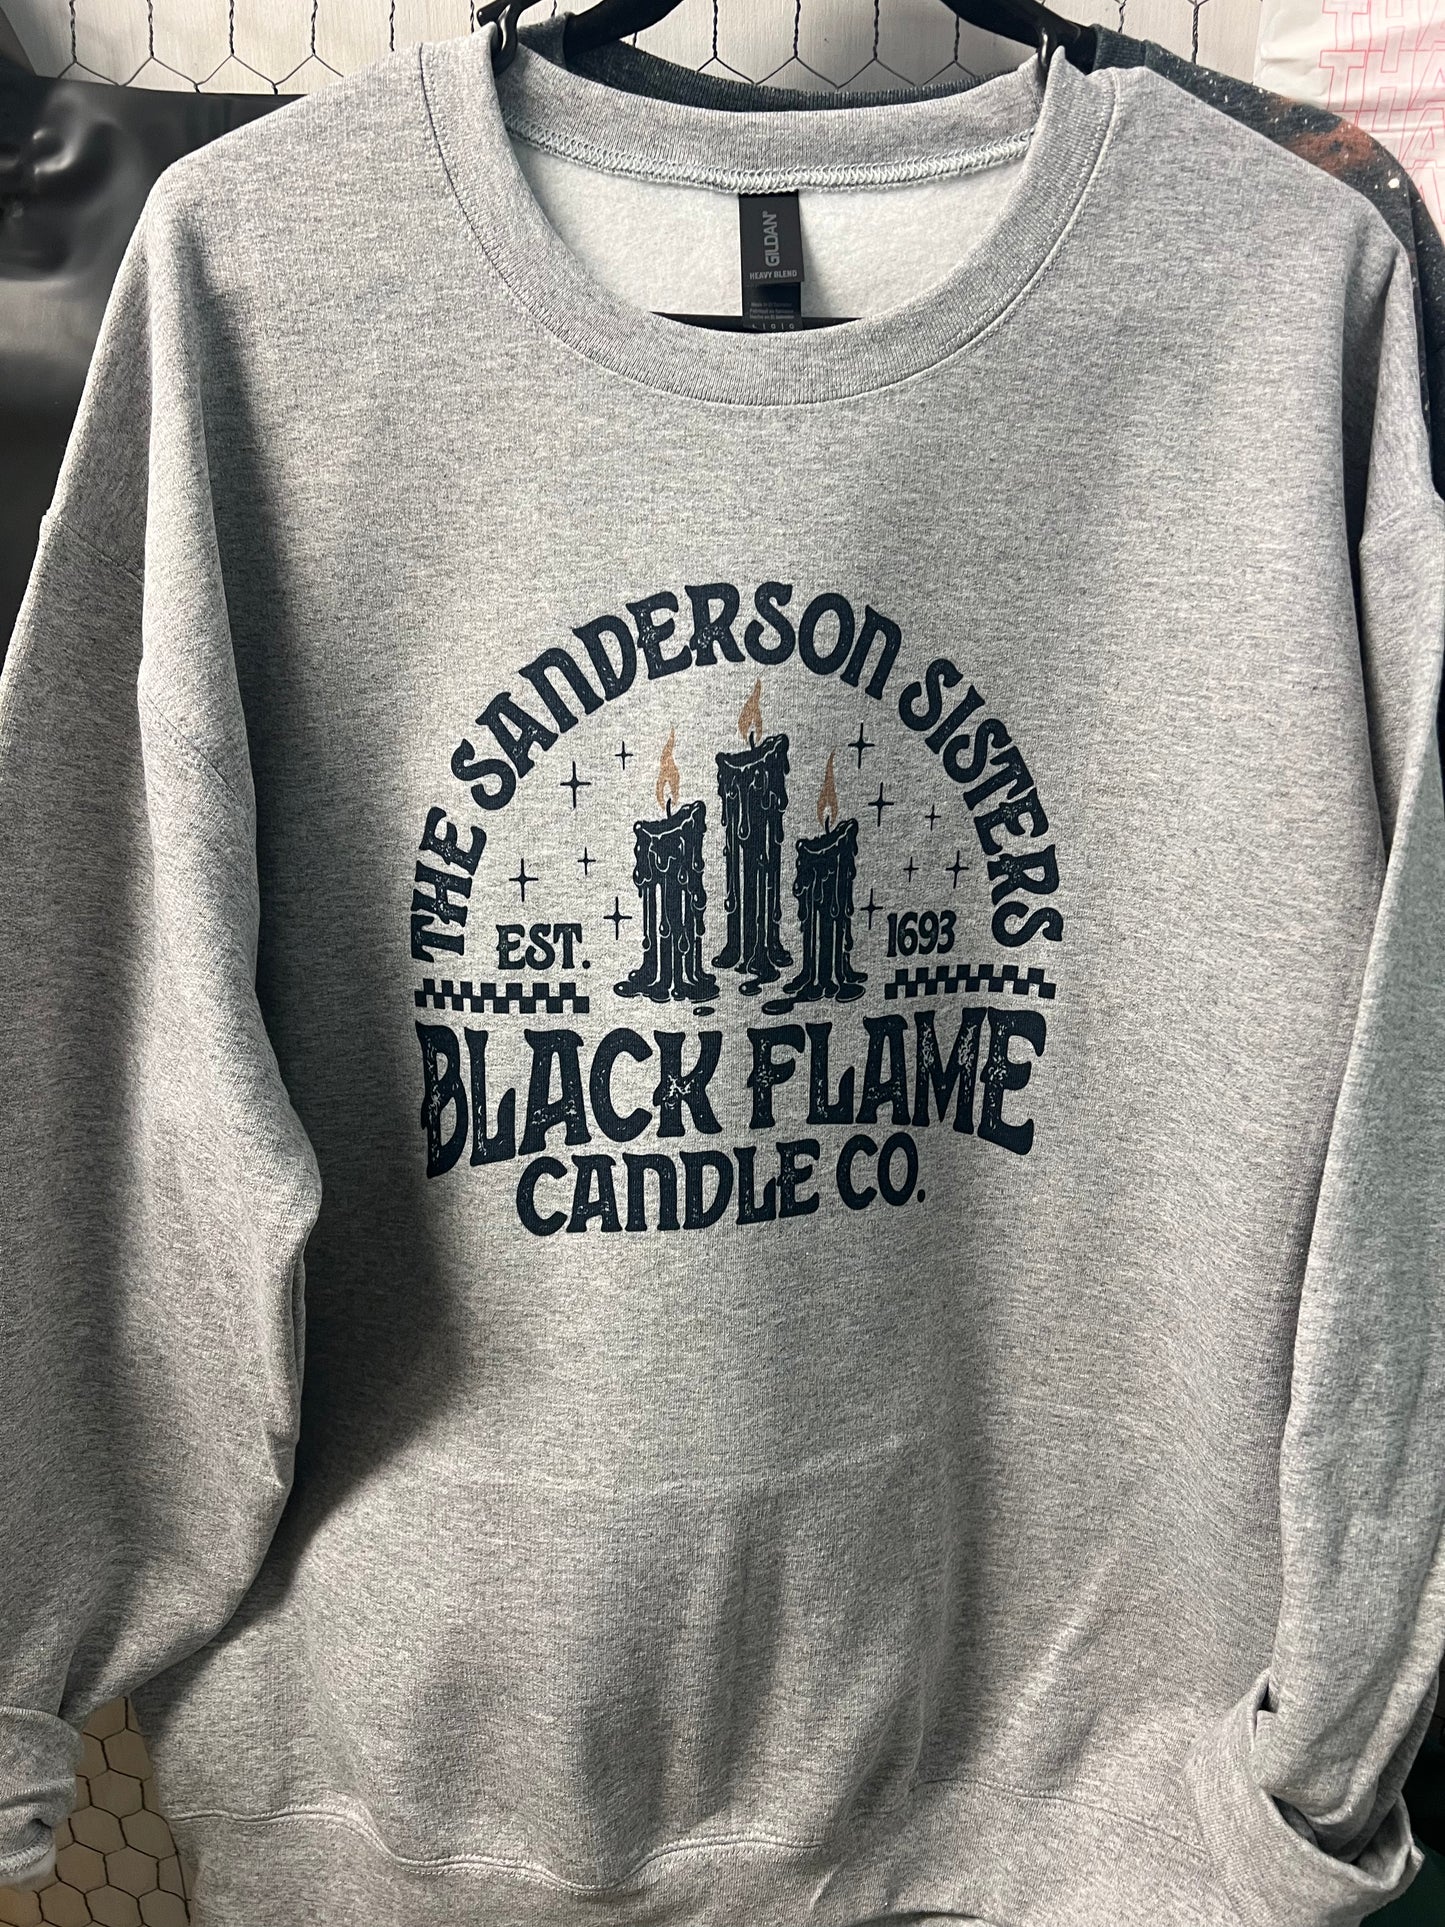 GILDAN
HEAVY BLEND
THE SANDERSON SISTERS
EST. 1693
BLACK FLAME
CANDLE CO.